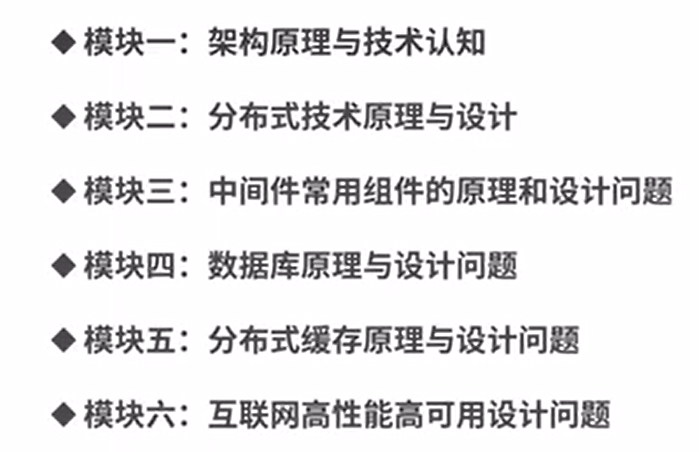 ◆ 模块一：架构原理与技术认知
◆ 模块二：分布式技术原理与设计
◆ 模块三：中间件常用组件的原理和设计问题
◆ 模块四：数据库原理与设计问题
◆ 模块五：分布式缓存原理与设计问题
◆ 模块六：互联网高性能高可用设计问题